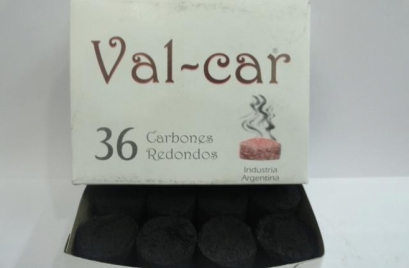 Val-car®
36 Carbones
Redondos
Industria
Argentina